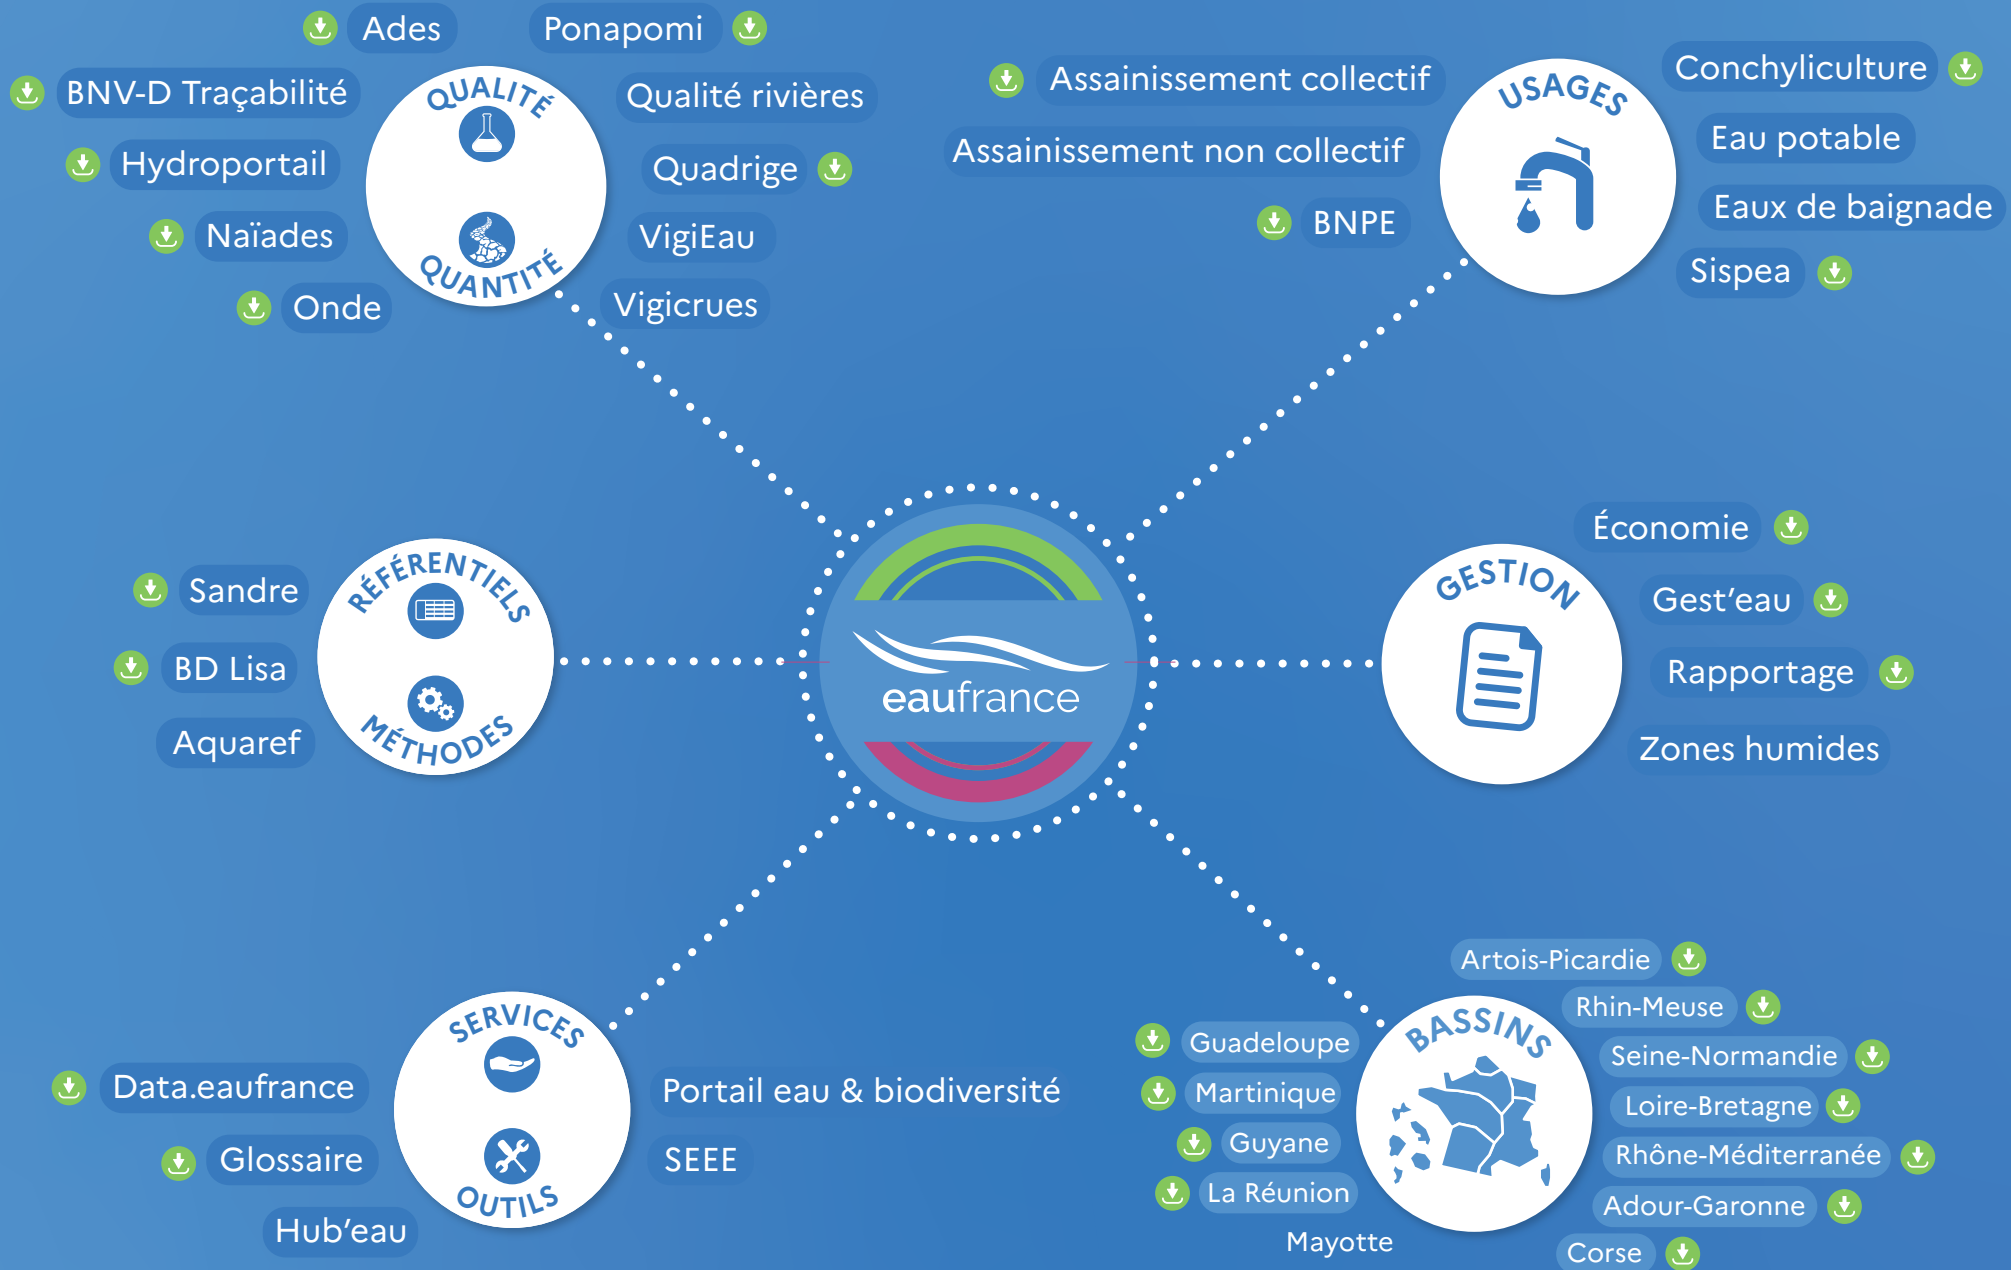 Ades
Ponapomi
BNV-D Traçabilité
Qualité rivières
Hydroportail
Quadrige
Naïades
VigiEau
Onde
Vigicrues
QUALITÉ
QUANTITÉ
Assainissement collectif
Conchyliculture
Assainissement non collectif
Eau potable
BNPE
Eaux de baignade
Sispea
USAGES
RÉFÉRENTIELS
MÉTHODES
Sandre
BD Lisa
Aquaref
eaufrance
GESTION
Économie
Gest'eau
Rapportage
Zones humides
SERVICES
OUTILS
Data.eaufrance
Glossaire
Hub'eau
Portail eau & biodiversité
SEEE
BASSINS
Artois-Picardie
Rhin-Meuse
Seine-Normandie
Loire-Bretagne
Rhône-Méditerranée
Adour-Garonne
Corse
Guadeloupe
Martinique
Guyane
La Réunion
Mayotte